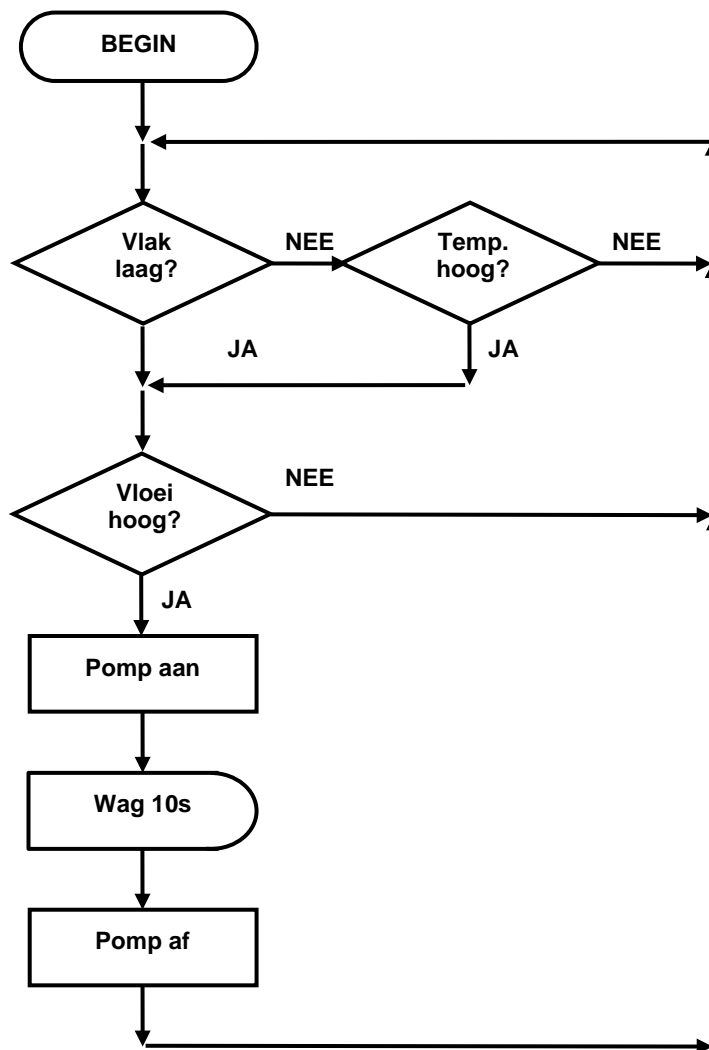 BEGIN
Vlak
laag?
NEE
Temp.
hoog?
NEE
JA
JA
Vloei
hoog?
NEE
JA
Pomp aan
Wag 10s
Pomp af